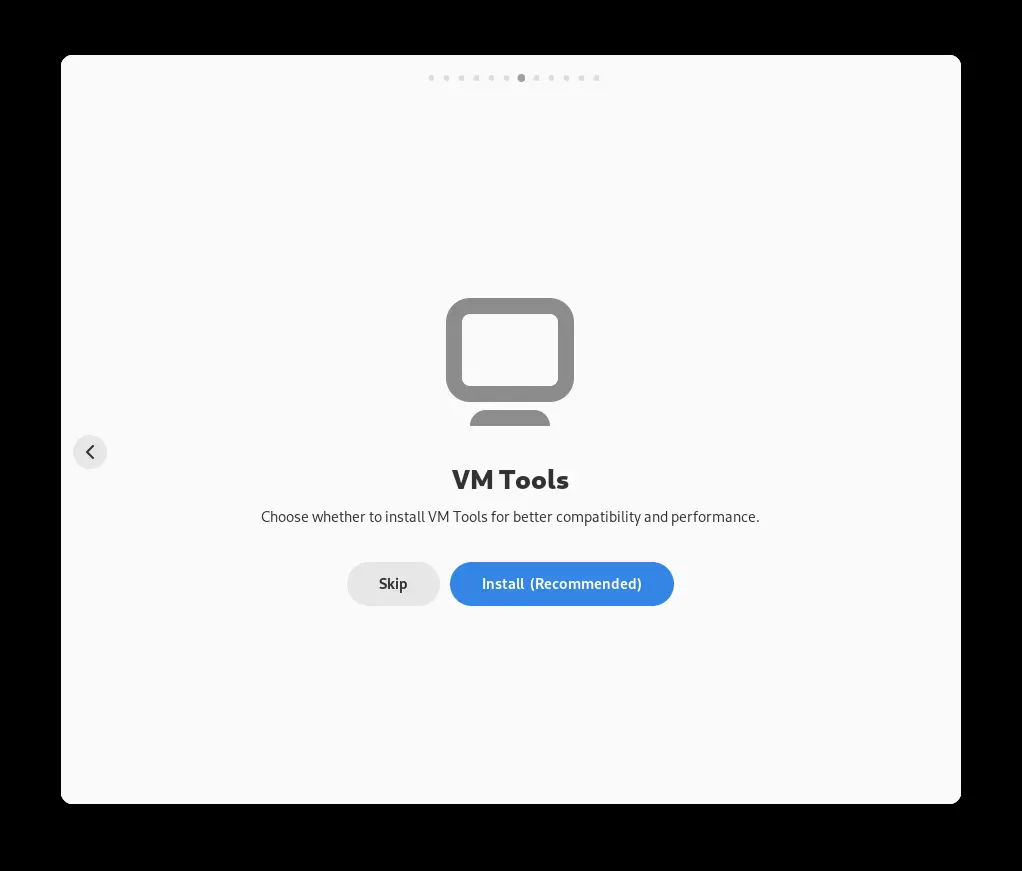 VM Tools
Choose whether to install VM Tools for better compatibility and performance.
Skip
Install (Recommended)